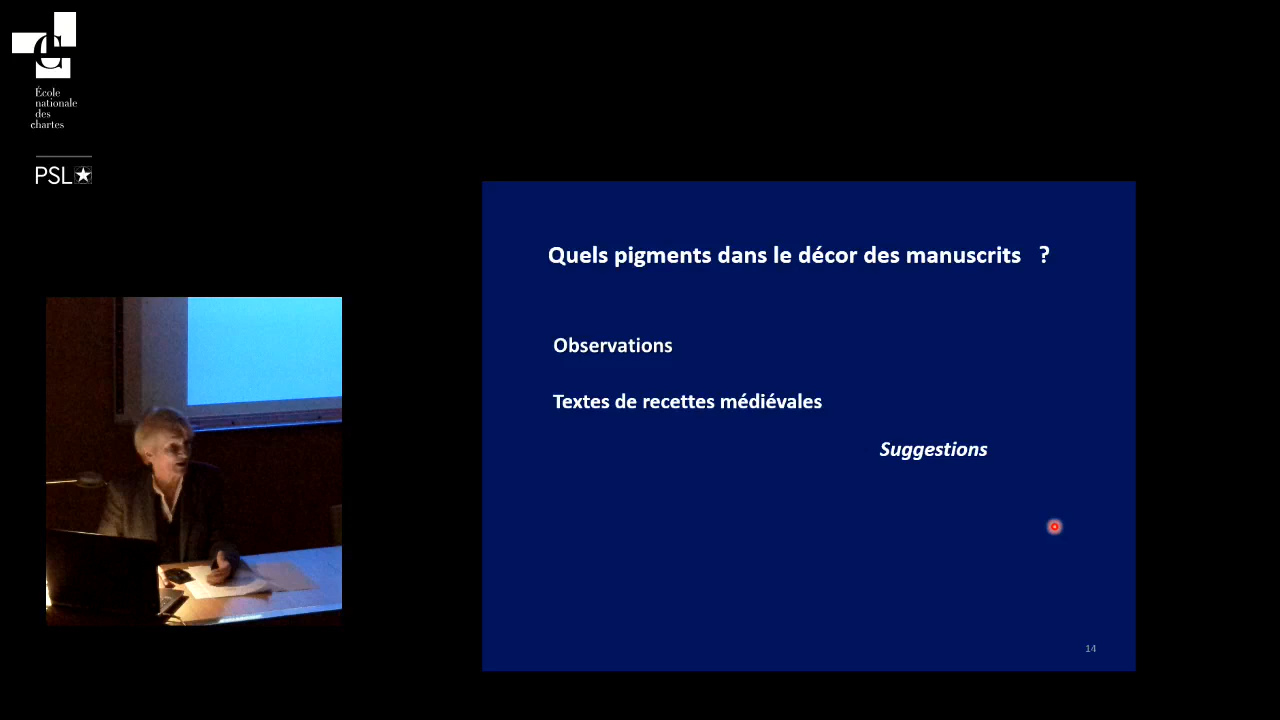 École
nationale
des
chartes
PSL
Quels pigments dans le décor des manuscrits ?
Observations
Textes de recettes médiévales
Suggestions
14